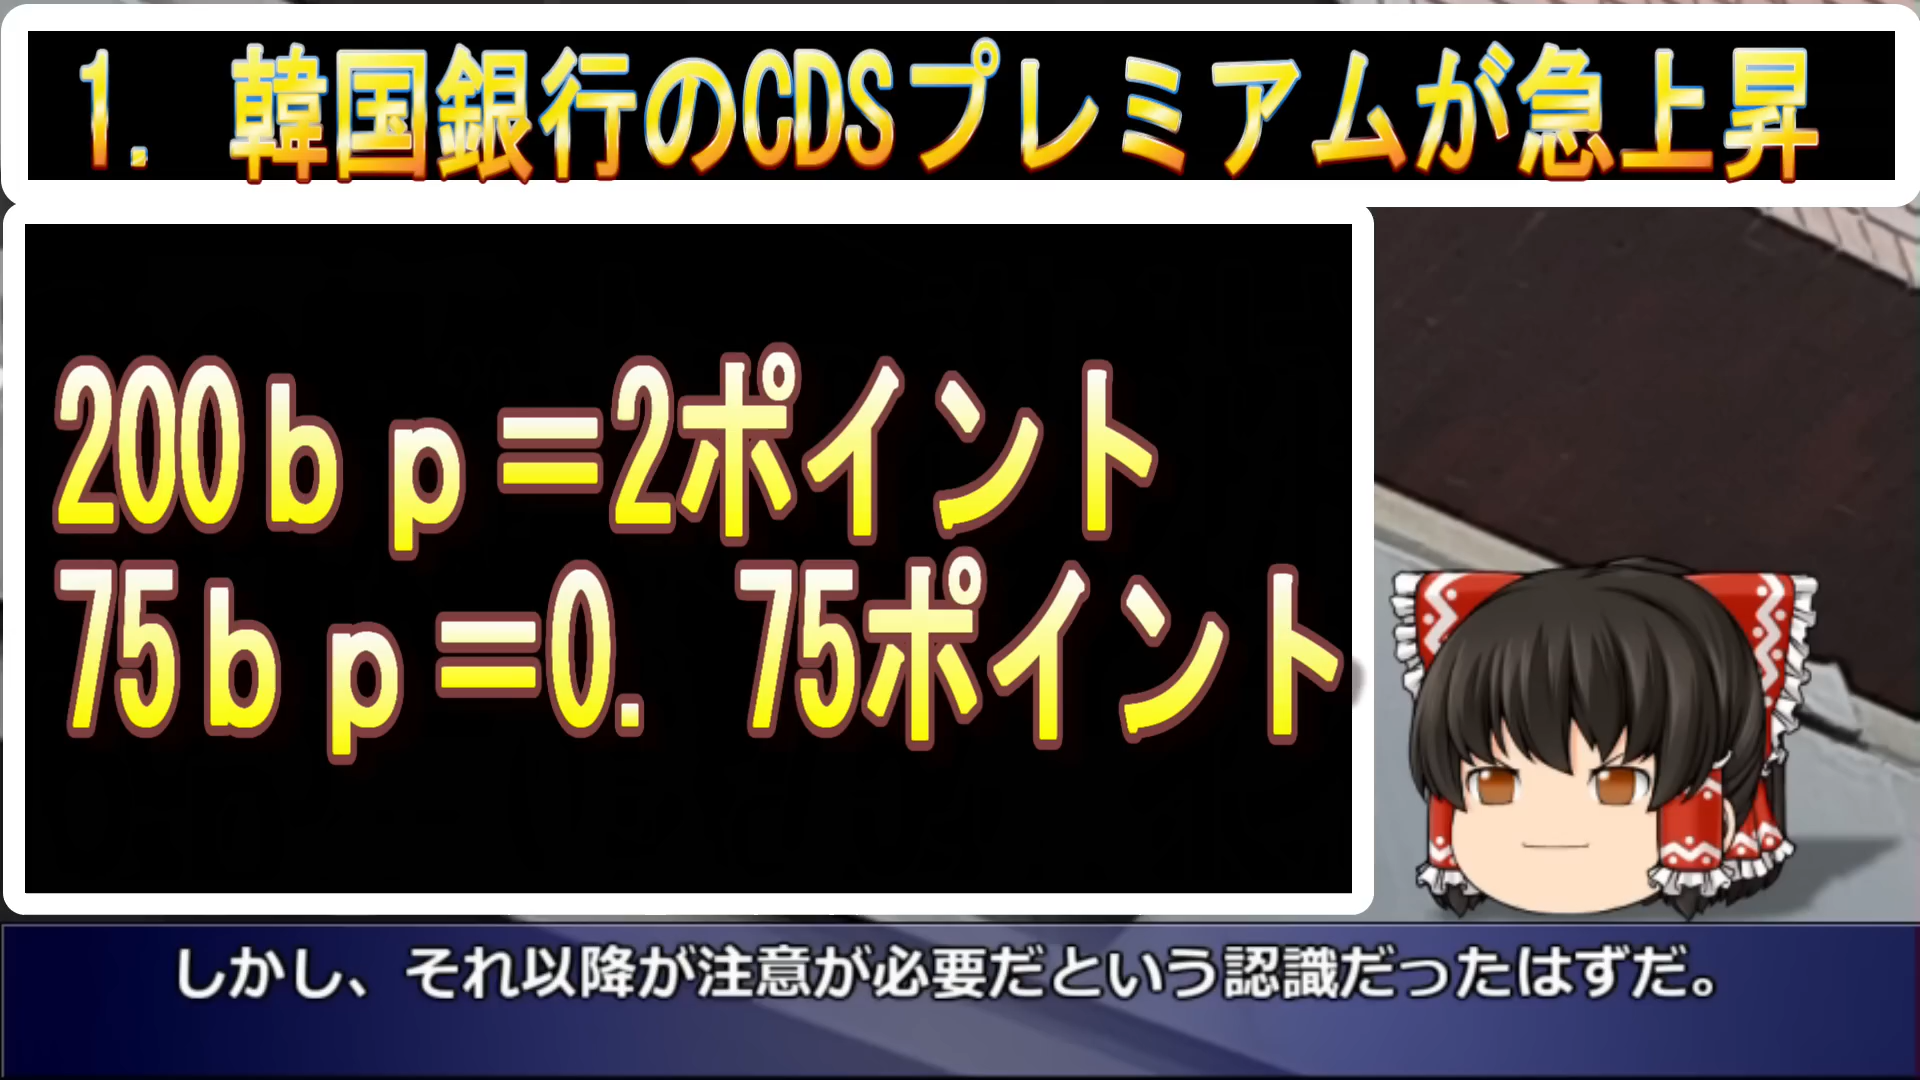 1. 韓国銀行のCDSプレミアムが急上昇
200ｂｐ＝2ポイント
75ｂｐ＝0. 75ポイント
しかし、それ以降が注意が必要だという認識だったはずだ。